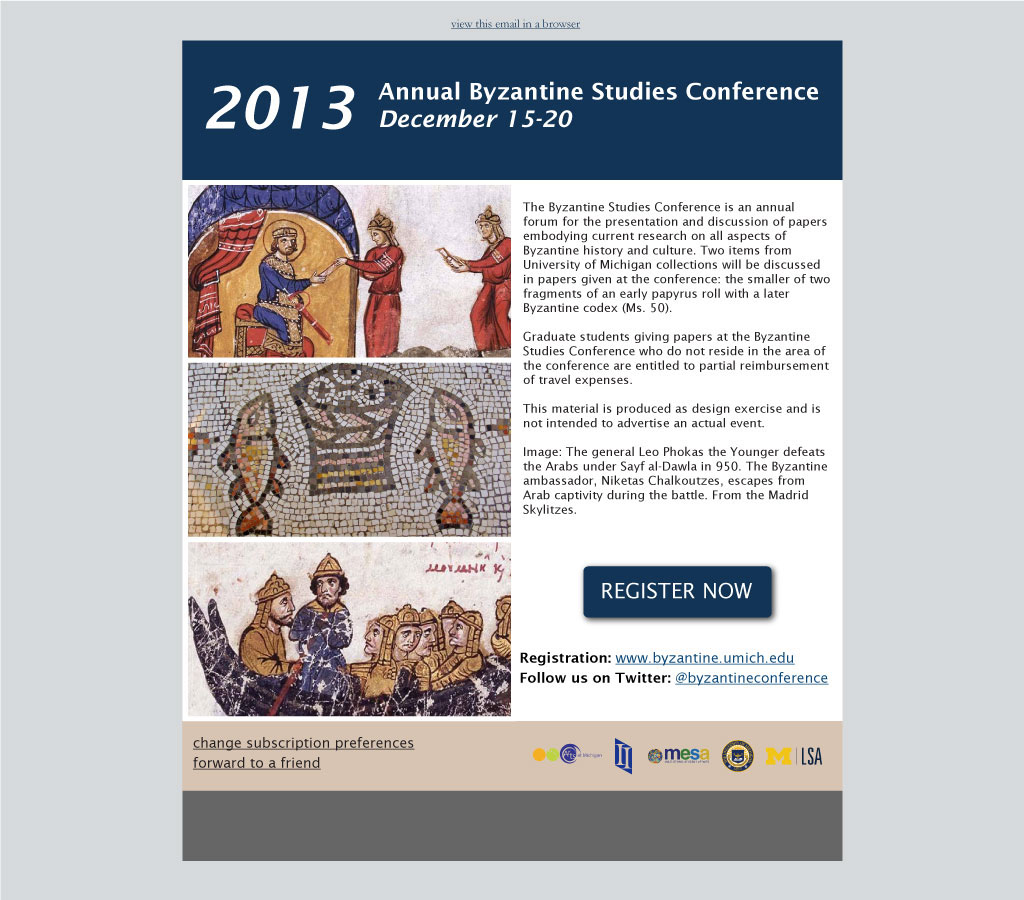 view this email in a browser
2013
Annual Byzantine Studies Conference
December 15-20
The Byzantine Studies Conference is an annual
forum for the presentation and discussion of papers
embodying current research on all aspects of
Byzantine history and culture. Two items from
University of Michigan collections will be discussed
in papers given at the conference: the smaller of two
fragments of an early papyrus roll with a later
Byzantine codex (Ms. 50).
Graduate students giving papers at the Byzantine
Studies Conference who do not reside in the area of
the conference are entitled to partial reimbursement
of travel expenses.
This material is produced as design exercise and is
not intended to advertise an actual event.
Image: The general Leo Phokas the Younger defeats
the Arabs under Sayf al-Dawla in 950. The Byzantine
ambassador, Niketas Chalkoutzes, escapes from
Arab captivity during the battle. From the Madrid
Skylitzes.
REGISTER NOW
Registration: www.byzantine.umich.edu
Follow us on Twitter: @byzantineconference
change subscription preferences
forward to a friend
mesa
M LSA